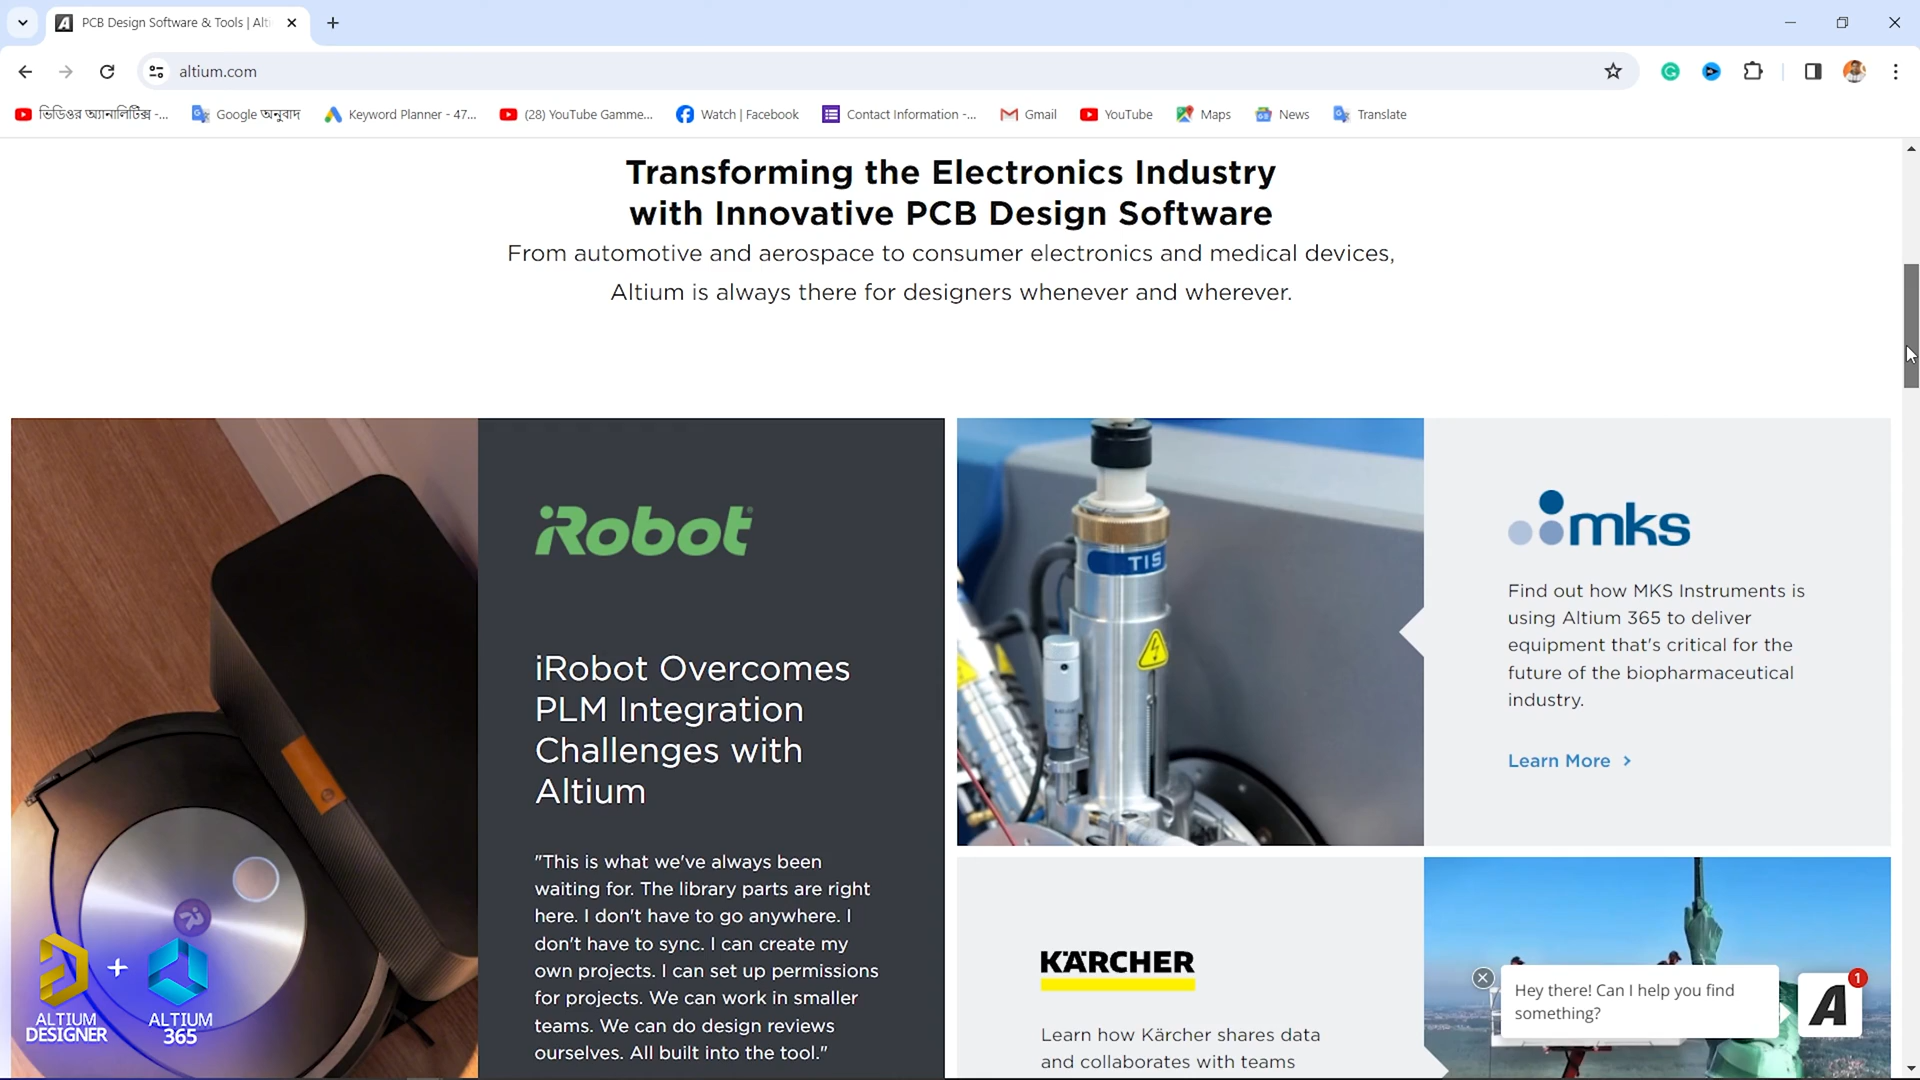 PCB Design Software & Tools | Alti
altium.com
ভিডিওর অ্যানালিটিক্স -...
Google অনুবাদ
Keyword Planner - 47...
(28) YouTube Gamme...
Watch | Facebook
Contact Information -...
Gmail
YouTube
Maps
News
Translate
Transforming the Electronics Industry
with Innovative PCB Design Software
From automotive and aerospace to consumer electronics and medical devices,
Altium is always there for designers whenever and wherever.
iRobot
iRobot Overcomes
PLM Integration
Challenges with
Altium
"This is what we've always been
waiting for. The library parts are right
here. I don't have to go anywhere. I
don't have to sync. I can create my
own projects. I can set up permissions
for projects. We can work in smaller
teams. We can do design reviews
ourselves. All built into the tool."
TIS
mks
Find out how MKS Instruments is
using Altium 365 to deliver
equipment that's critical for the
future of the biopharmaceutical
industry.
Learn More
KÄRCHER
Learn how Kärcher shares data
and collaborates with teams
Hey there! Can I help you find
something?
1
ALTIUM
DESIGNER
+
ALTIUM
365